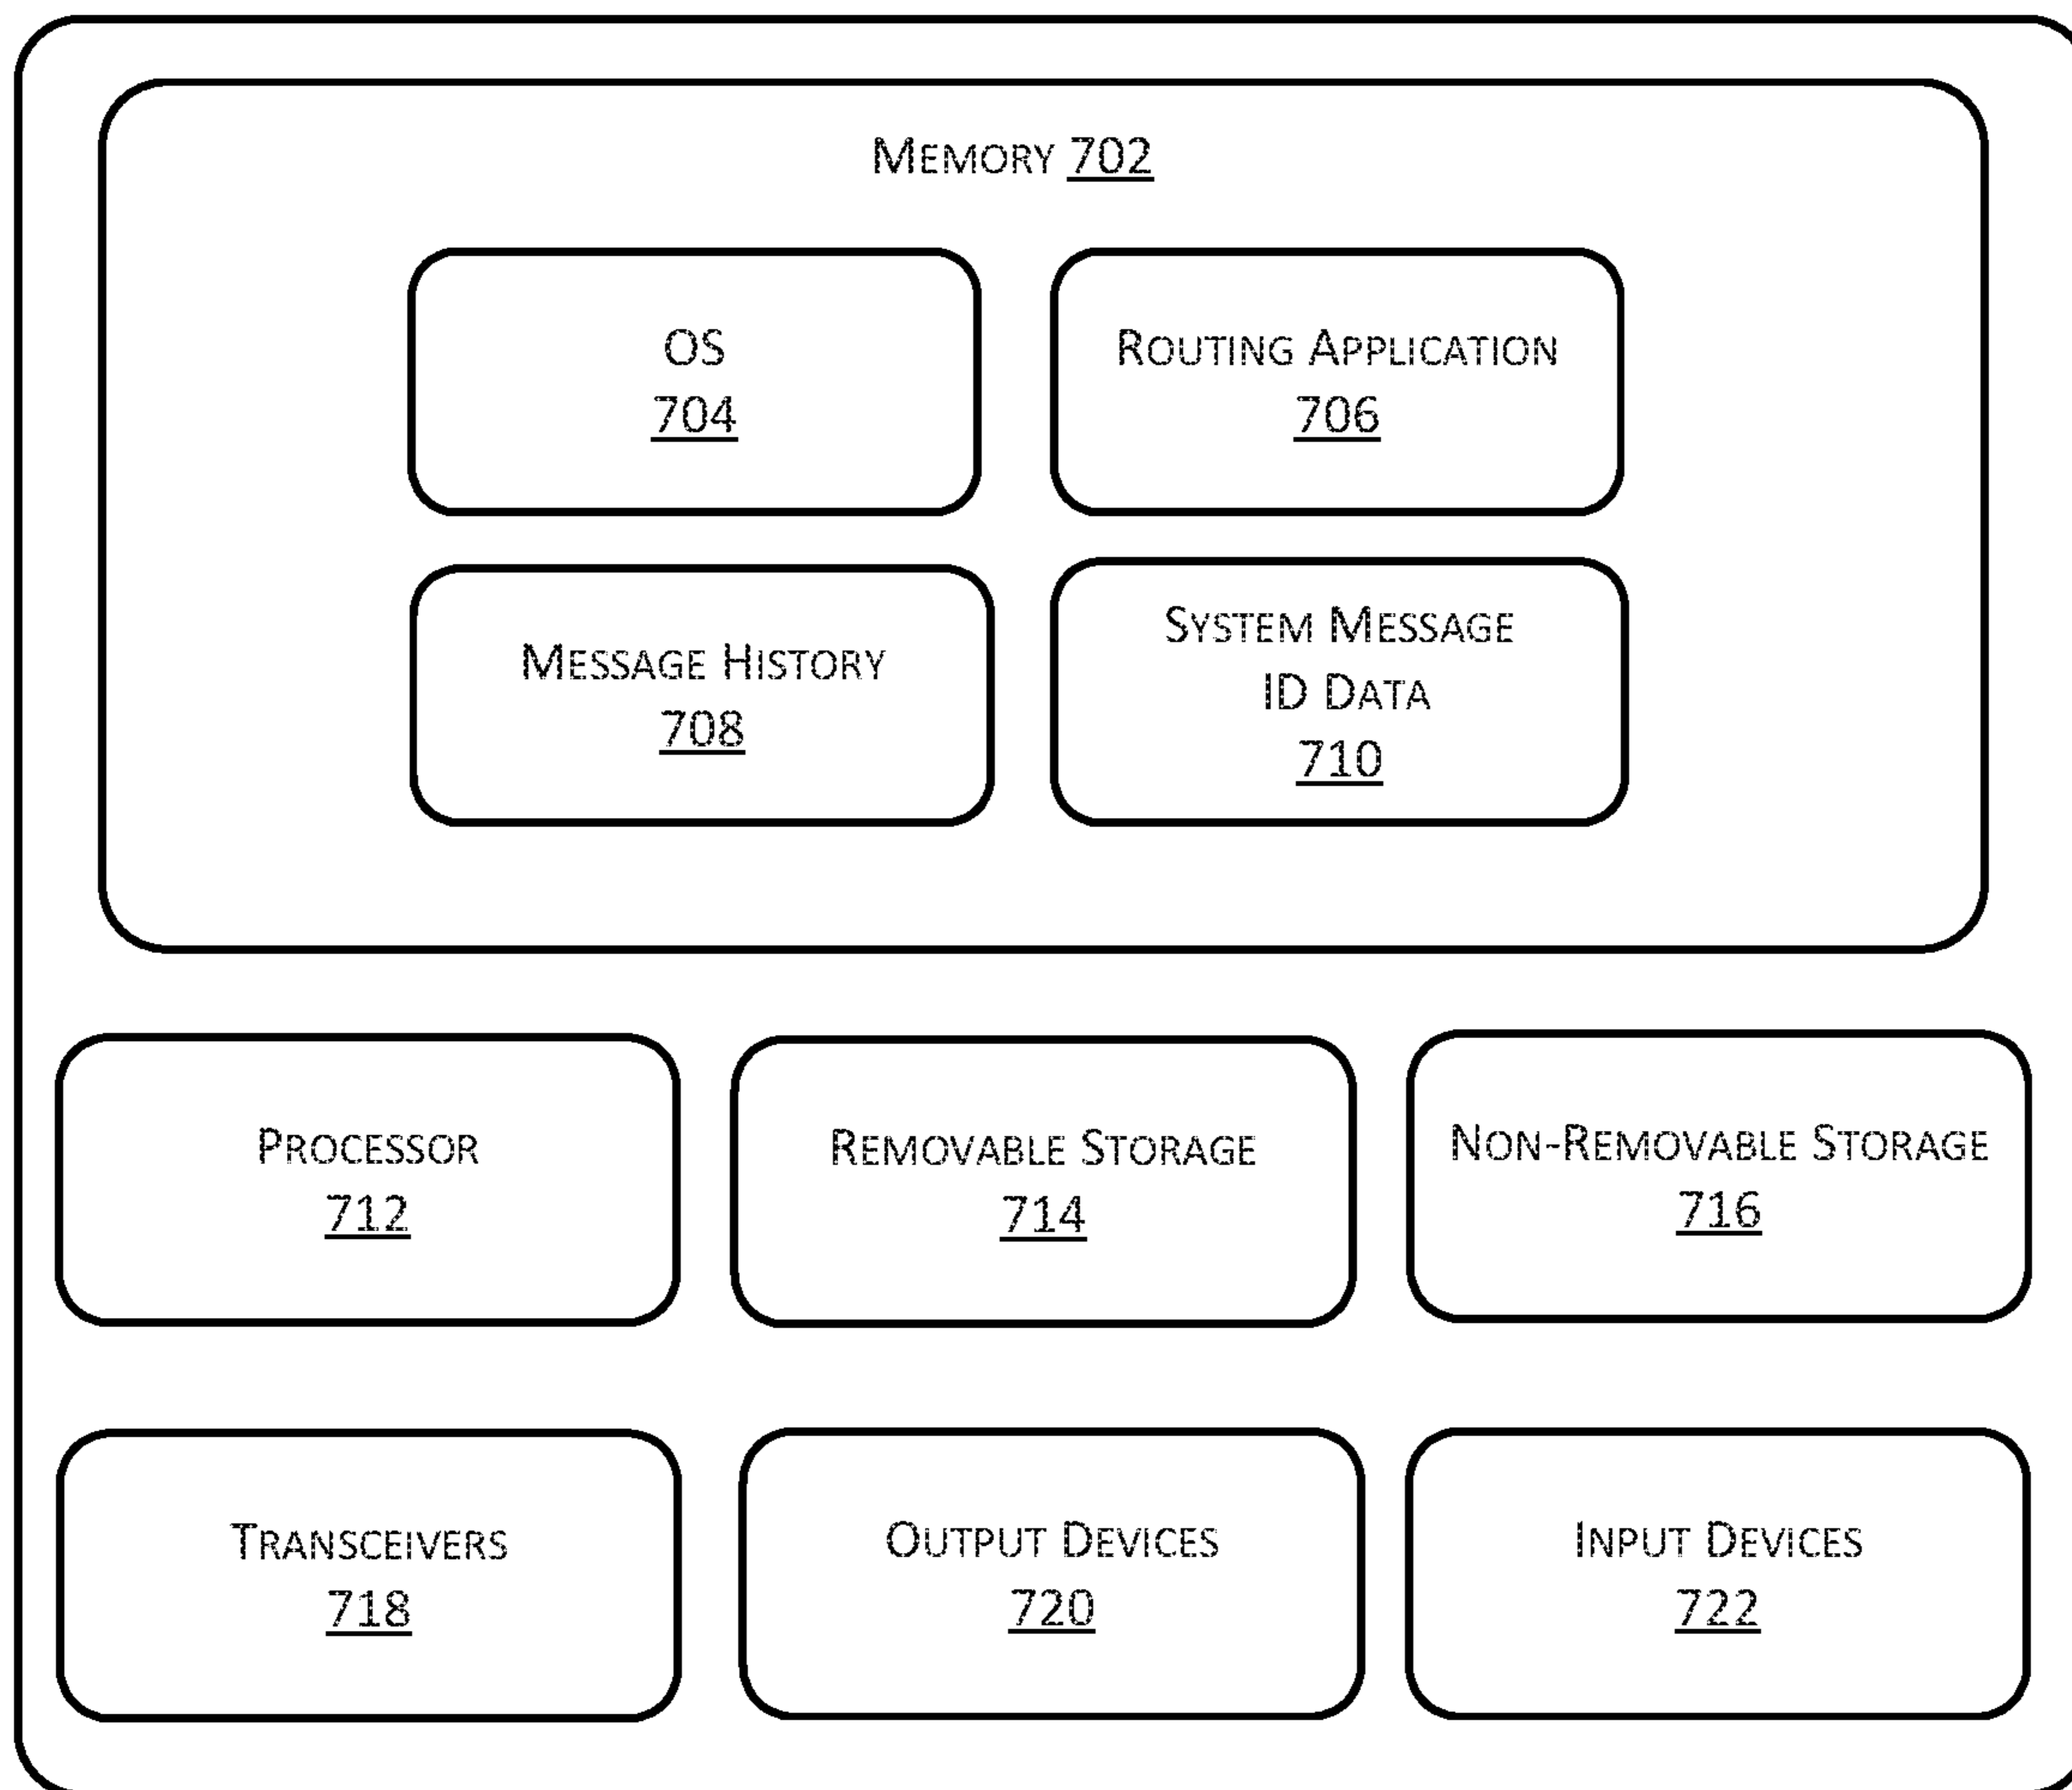 MEMORY 702
OS
704
ROUTING APPLICATION
706
MESSAGE HISTORY
708
SYSTEM MESSAGE
ID DATA
710
PROCESSOR
712
REMOVABLE STORAGE
714
NON-REMOVABLE STORAGE
716
TRANSCEIVERS
718
OUTPUT DEVICES
720
INPUT DEVICES
722